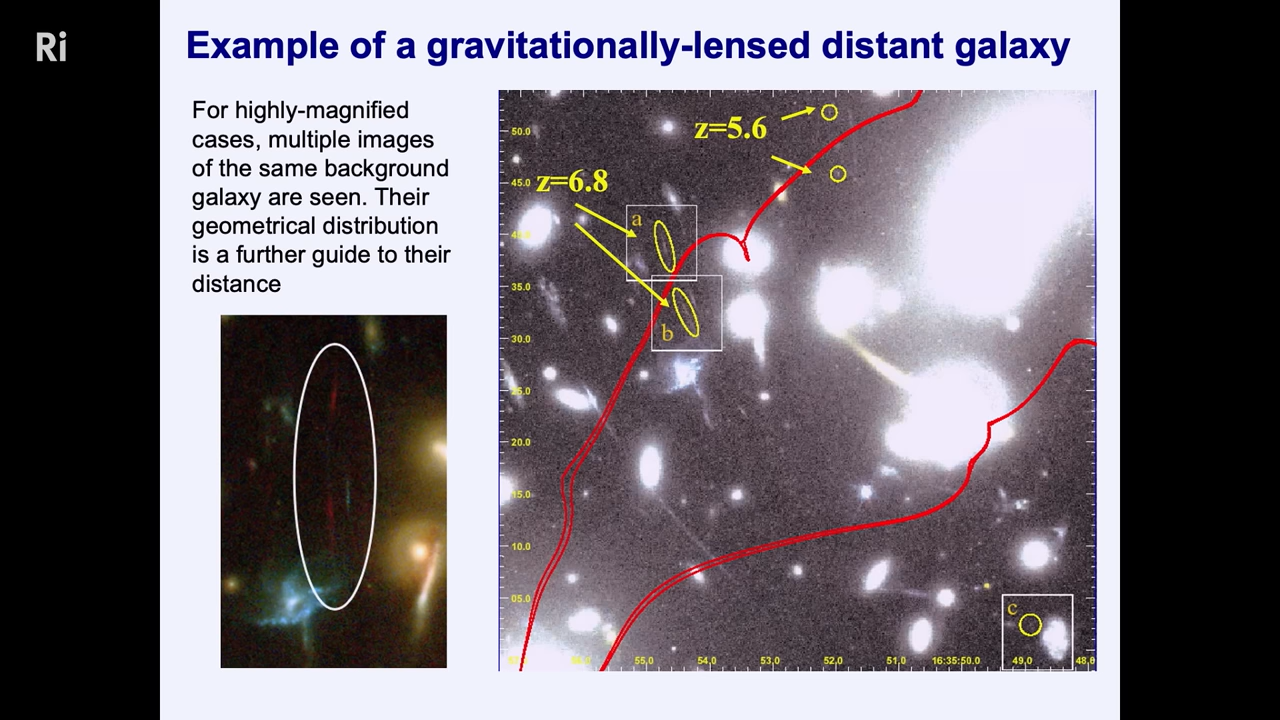 Ri
Example of a gravitationally-lensed distant galaxy
For highly-magnified
cases, multiple images
of the same background
galaxy are seen. Their
geometrical distribution
is a further guide to their
distance
z=5.6
z=6.8
a
b
c
50.0
45.0
35.0
30.0
25.0
20.0
15.0
10.0
05.0
55.0 54.0 53.0 52.0 51.0 16:35:50.0 49.0 48.0